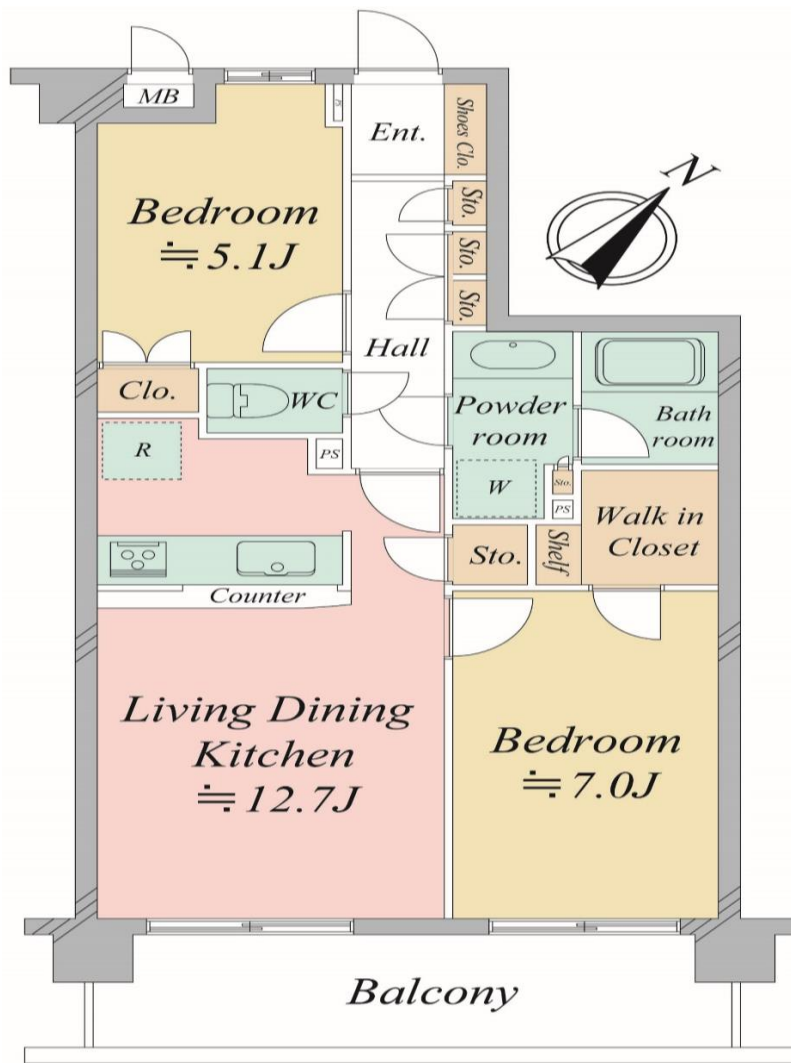 MB
Ent.
Shoes Clo.
N
Bedroom
≒5.1J
Sto.
Sto.
Sto.
Hall
Clo.
WC
Powder
room
Bath
room
R
PS
W
Sto.
PS
Walk in
Closet
Sto.
Shelf
Counter
Living Dining
Kitchen
≒12.7J
Bedroom
≒7.0J
Balcony